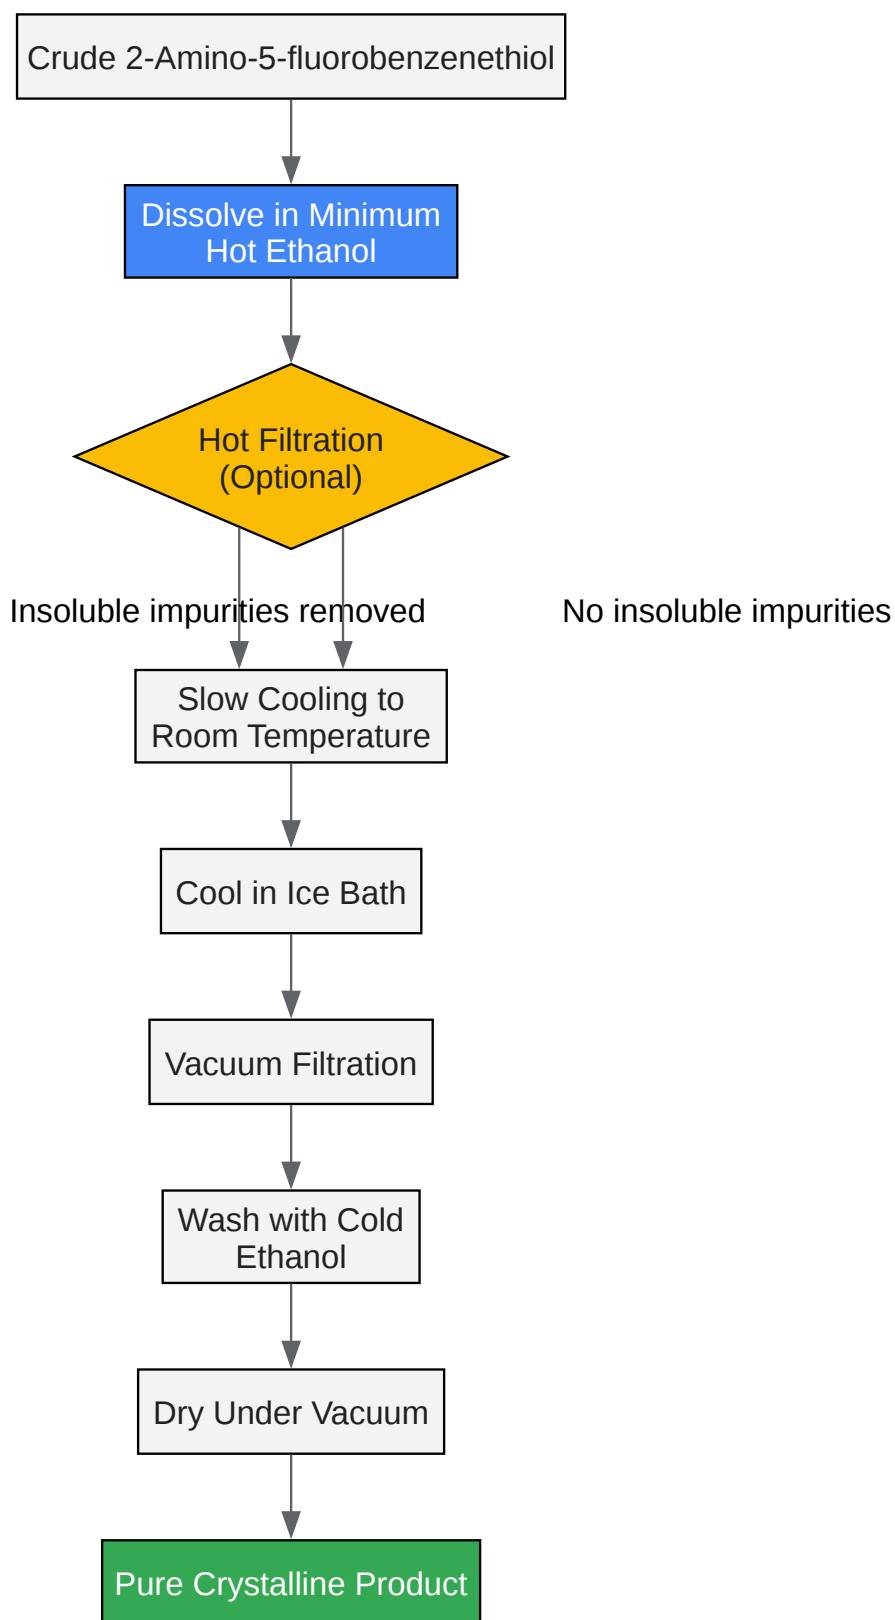 Crude 2-Amino-5-fluorobenzenethiol
Dissolve in Minimum
Hot Ethanol
Hot Filtration
(Optional)
Insoluble impurities removed
No insoluble impurities
Slow Cooling to
Room Temperature
Cool in Ice Bath
Vacuum Filtration
Wash with Cold
Ethanol
Dry Under Vacuum
Pure Crystalline Product